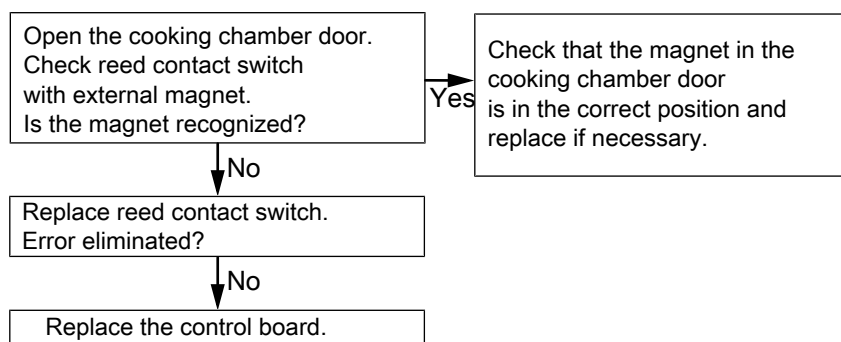 Open the cooking chamber door.
Check reed contact switch
with external magnet.
Is the magnet recognized?
Yes
Check that the magnet in the
cooking chamber door
is in the correct position and
replace if necessary.
No
Replace reed contact switch.
Error eliminated?
No
Replace the control board.